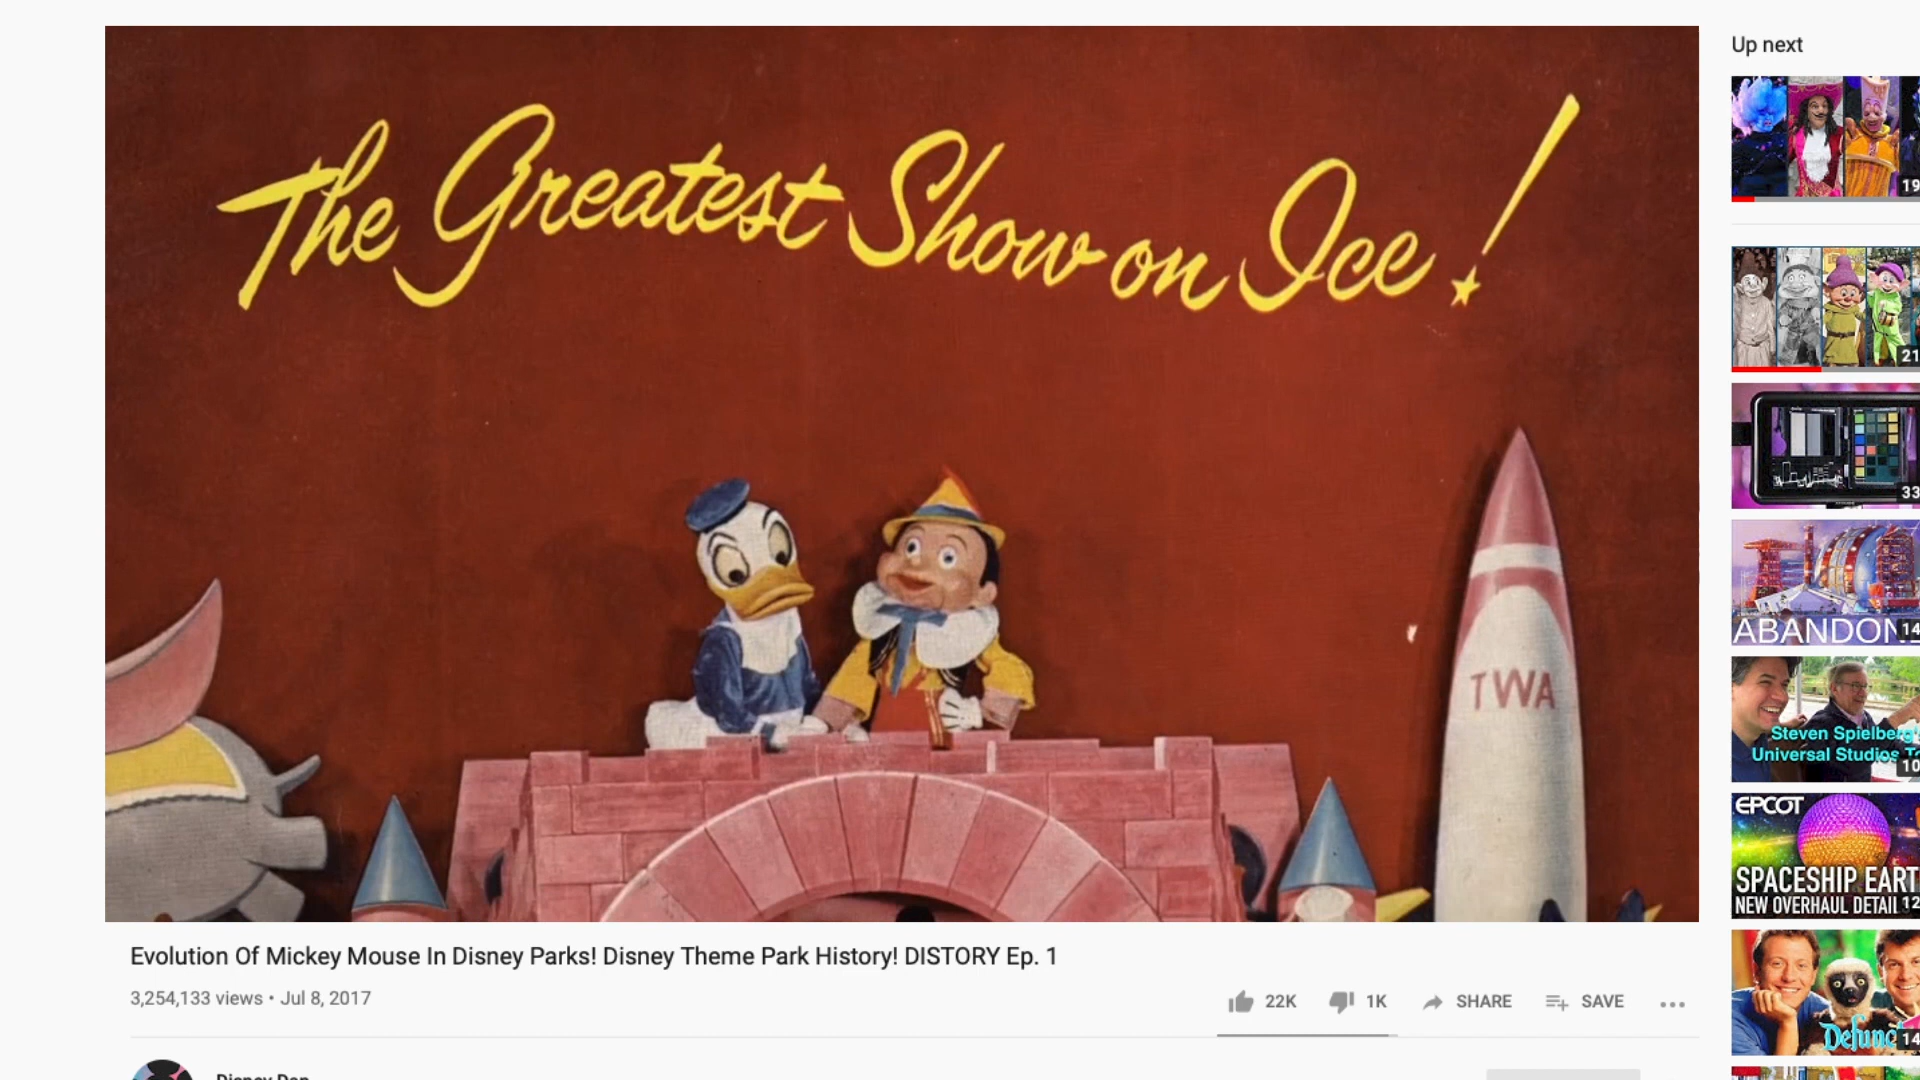 The Greatest Show on Ice!
TWA
Evolution Of Mickey Mouse In Disney Parks! Disney Theme Park History! DISTORY Ep. 1
3,254,133 views • Jul 8, 2017
22K
1K
SHARE
SAVE
Disney Dan
Up next
19
21
33
ABANDON
14
Steven Spielberg
Universal Studios
10
EPCOT
SPACESHIP EART
NEW OVERHAUL DETAIL
12
Defunc
14